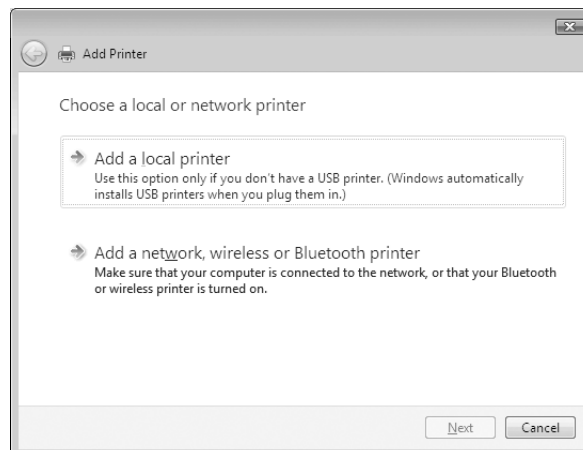 Add Printer
Choose a local or network printer
Add a local printer
Use this option only if you don't have a USB printer. (Windows automatically
installs USB printers when you plug them in.)
Add a network, wireless or Bluetooth printer
Make sure that your computer is connected to the network, or that your Bluetooth
or wireless printer is turned on.
Next
Cancel